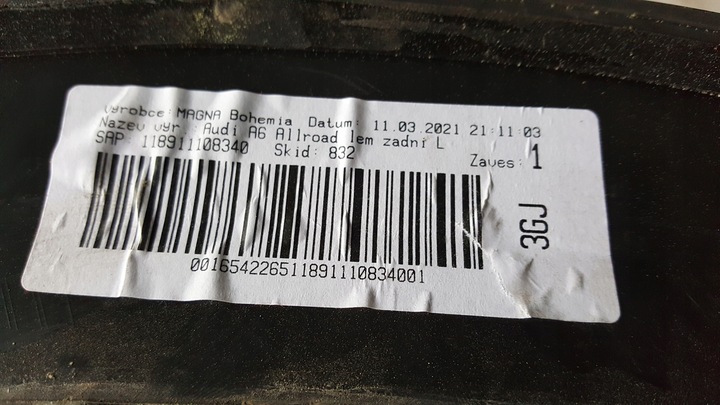 Vyrobce: MAGNA Bohemia Datum: 11.03.2021 21:11:03
Nazev vyr.: Audi A6 Allroad lem zadni L
SAP: 118911108340 Skid: 832 Zaves: 1
3GJ
001654226511891110834001